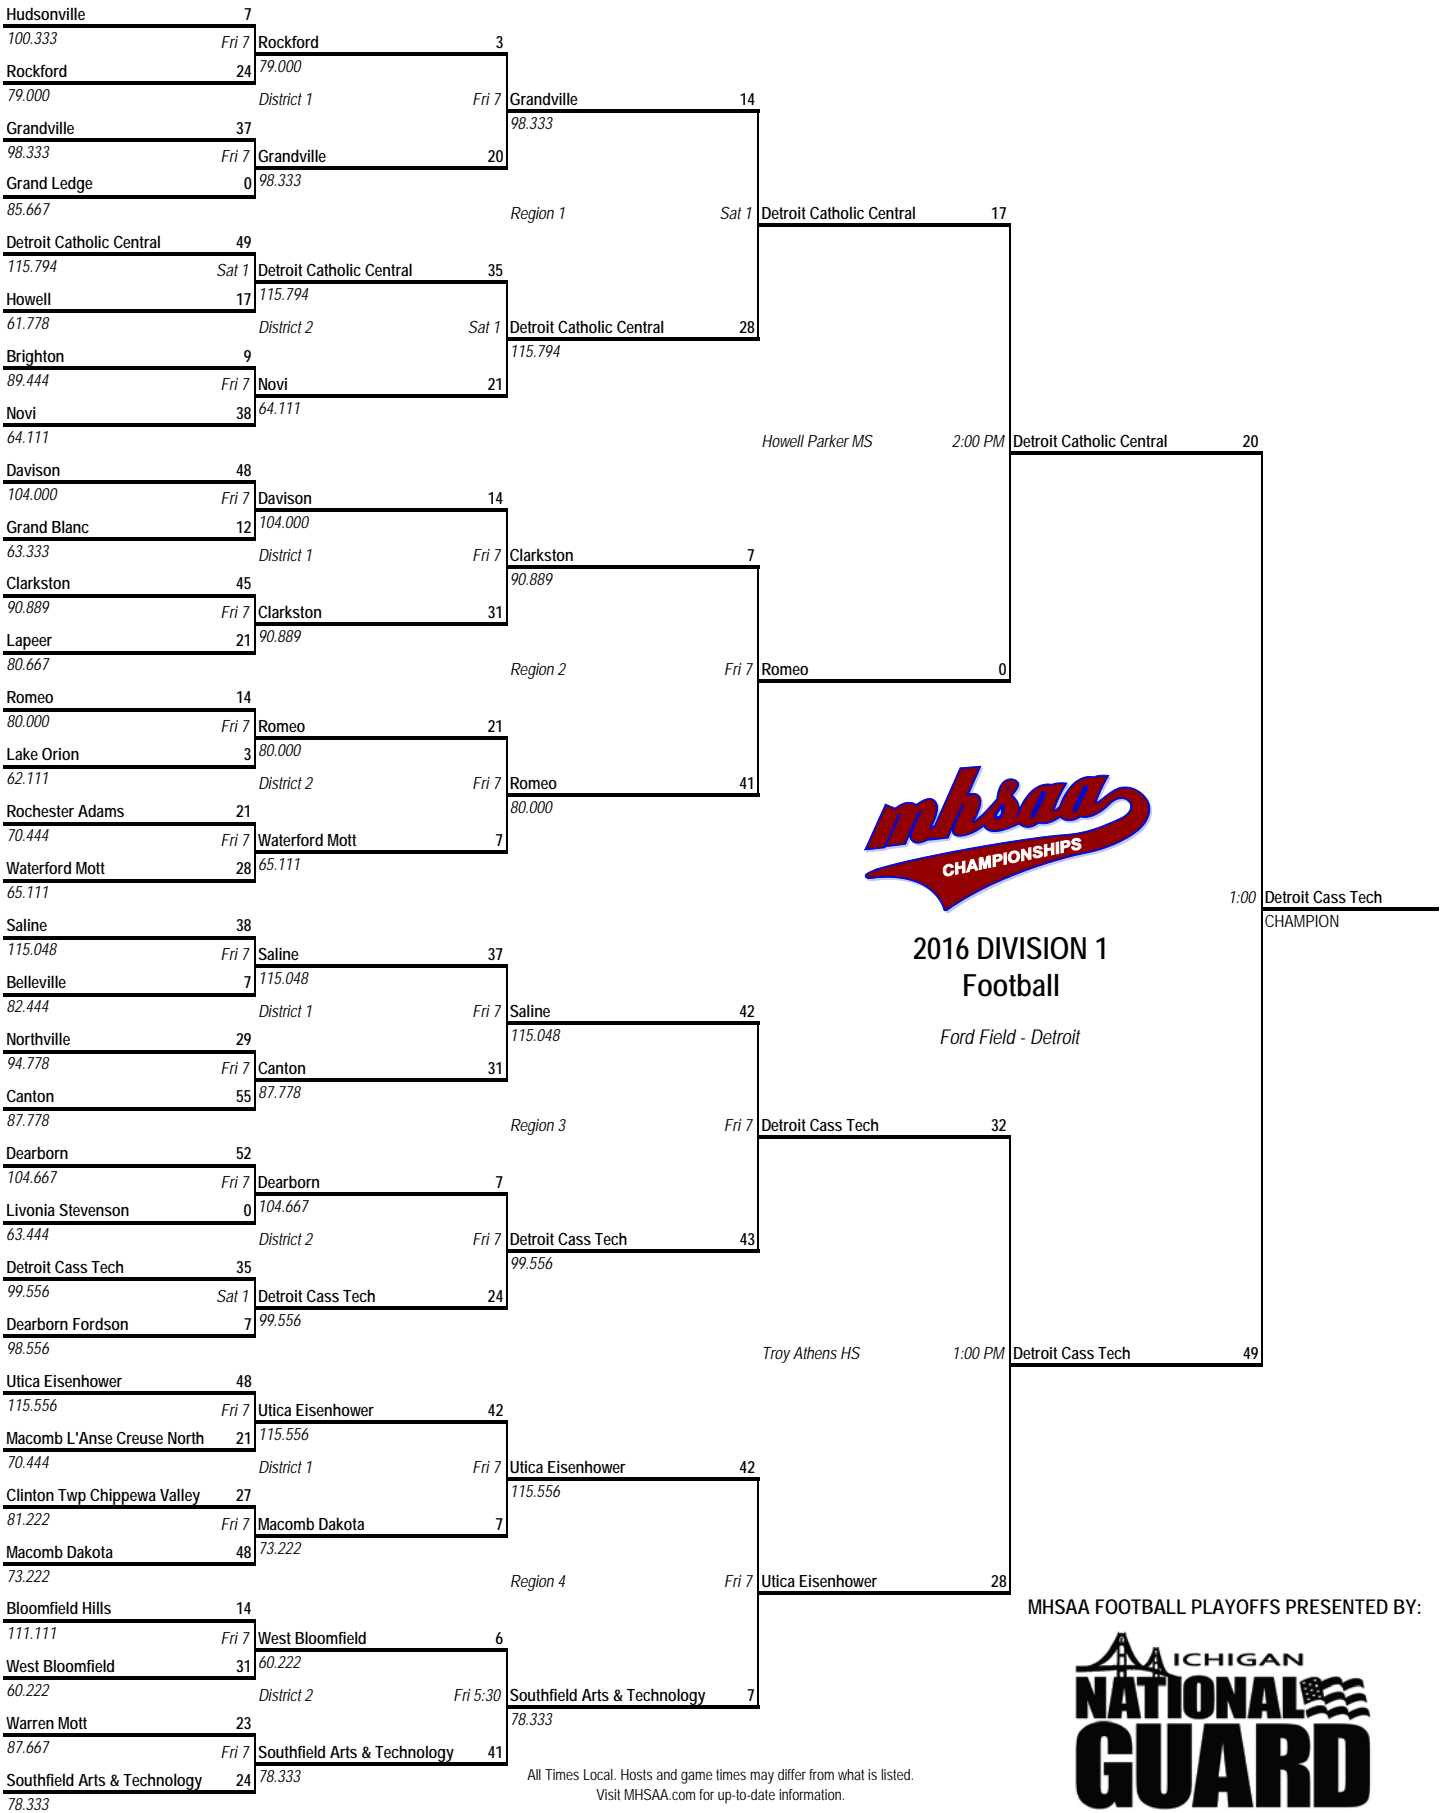 Hudsonville 7
100.333
Fri 7 Rockford 3
Rockford 24
79.000
79.000
District 1 Fri 7 Grandville 14
98.333
Grandville 37
98.333
Fri 7 Grandville 20
98.333
Grand Ledge 0
85.667
Region 1 Sat 1 Detroit Catholic Central 17
Detroit Catholic Central 49
115.794
Sat 1 Detroit Catholic Central 35
115.794
Howell 17
61.778
District 2 Sat 1 Detroit Catholic Central 28
115.794
Brighton 9
89.444
Fri 7 Novi 21
64.111
Novi 38
64.111
Howell Parker MS 2:00 PM Detroit Catholic Central 20
Davison 48
104.000
Fri 7 Davison 14
104.000
Grand Blanc 12
63.333
District 1 Fri 7 Clarkston 7
90.889
Clarkston 45
90.889
Fri 7 Clarkston 31
90.889
Lapeer 21
80.667
Region 2 Fri 7 Romeo 0
Romeo 14
80.000
Fri 7 Romeo 21
80.000
Lake Orion 3
62.111
District 2 Fri 7 Romeo 41
80.000
Rochester Adams 21
70.444
Fri 7 Waterford Mott 7
65.111
Waterford Mott 28
65.111
mhsaa
CHAMPIONSHIPS
1:00 Detroit Cass Tech
CHAMPION
2016 DIVISION 1
Football
Ford Field - Detroit
Saline 38
115.048
Fri 7 Saline 37
115.048
Belleville 7
82.444
District 1 Fri 7 Saline 42
115.048
Northville 29
94.778
Fri 7 Canton 31
87.778
Canton 55
87.778
Region 3 Fri 7 Detroit Cass Tech 32
Dearborn 52
104.667
Fri 7 Dearborn 7
104.667
Livonia Stevenson 0
63.444
District 2 Fri 7 Detroit Cass Tech 43
99.556
Detroit Cass Tech 35
99.556
Sat 1 Detroit Cass Tech 24
99.556
Dearborn Fordson 7
98.556
Troy Athens HS 1:00 PM Detroit Cass Tech 49
Utica Eisenhower 48
115.556
Fri 7 Utica Eisenhower 42
115.556
Macomb L'Anse Creuse North 21
70.444
District 1 Fri 7 Utica Eisenhower 42
115.556
Clinton Twp Chippewa Valley 27
81.222
Fri 7 Macomb Dakota 7
73.222
Macomb Dakota 48
73.222
Region 4 Fri 7 Utica Eisenhower 28
Bloomfield Hills 14
111.111
Fri 7 West Bloomfield 6
60.222
West Bloomfield 31
60.222
District 2 Fri 5:30 Southfield Arts & Technology 7
78.333
Warren Mott 23
87.667
Fri 7 Southfield Arts & Technology 41
78.333
Southfield Arts & Technology 24
78.333
All Times Local. Hosts and game times may differ from what is listed.
Visit MHSAA.com for up-to-date information.
MHSAA FOOTBALL PLAYOFFS PRESENTED BY:
MICHIGAN
NATIONAL
GUARD